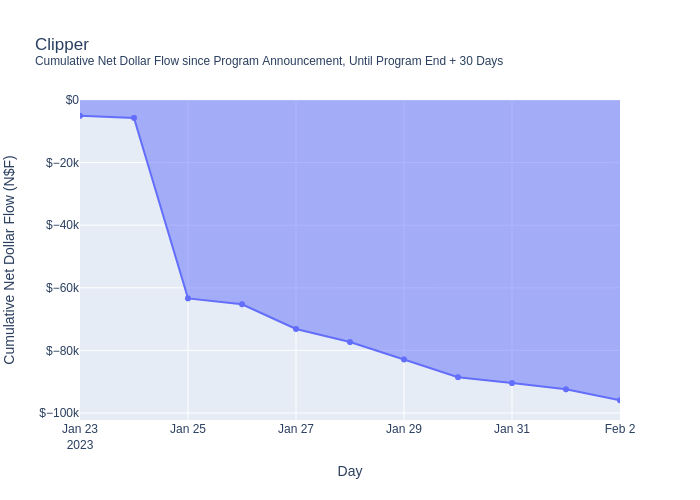 Clipper
Cumulative Net Dollar Flow since Program Announcement, Until Program End + 30 Days
Cumulative Net Dollar Flow (N$F)
$0
$−20k
$−40k
$−60k
$−80k
$−100k
Jan 23
2023
Jan 25
Jan 27
Jan 29
Jan 31
Feb 2
Day